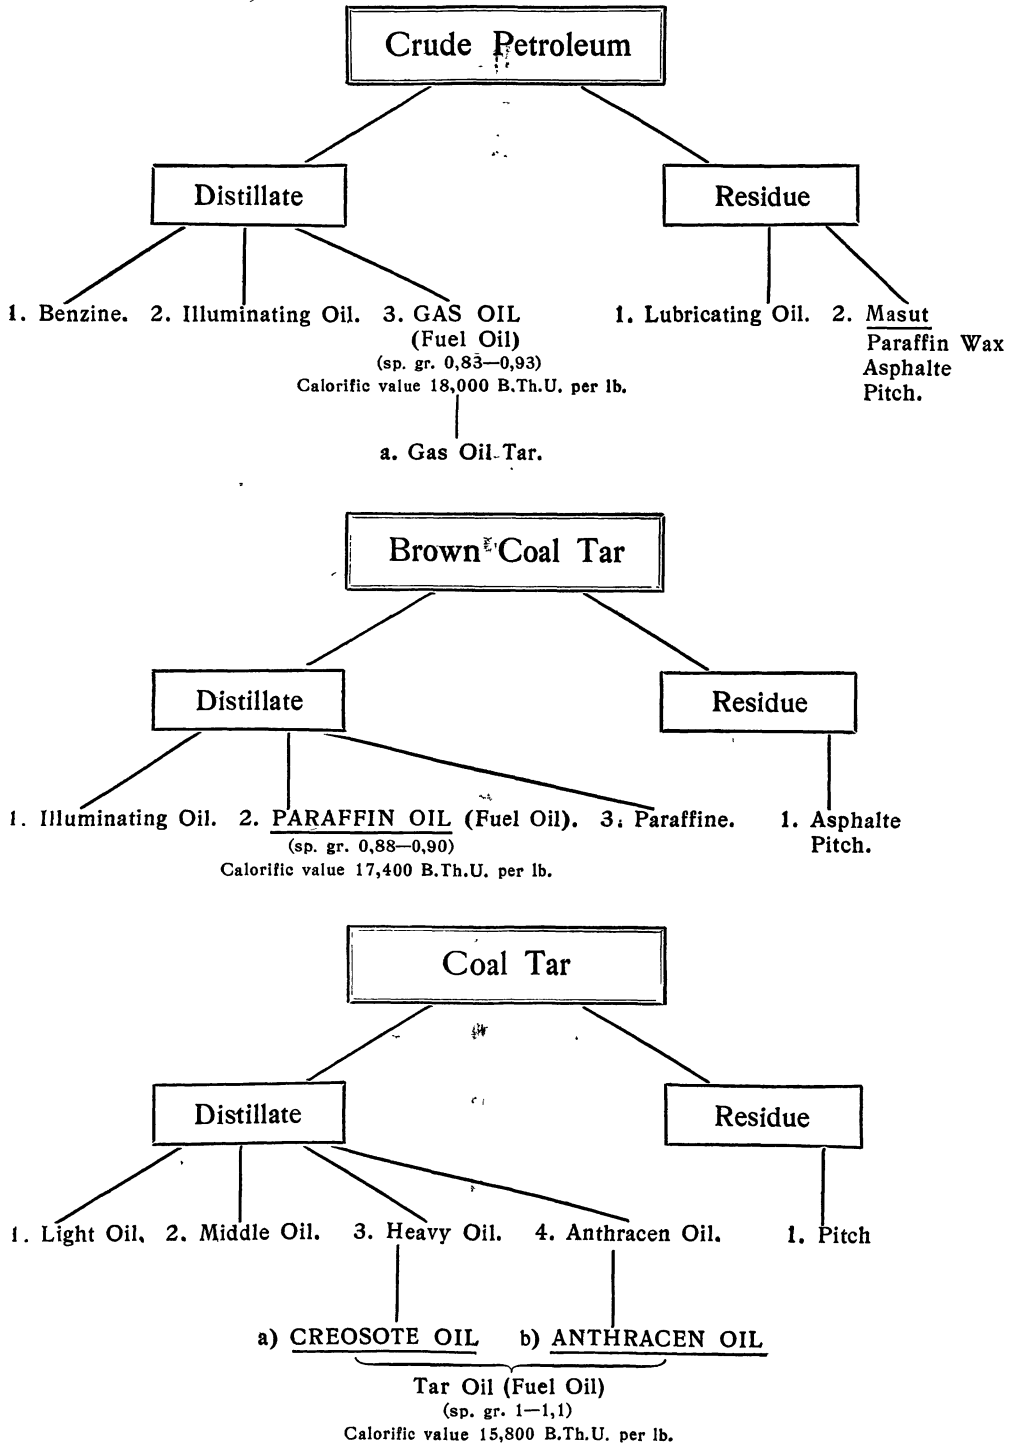 Crude Petroleum
Distillate
Residue
1. Benzine. 2. Illuminating Oil. 3. GAS OIL
(Fuel Oil)
(sp. gr. 0,83—0,93)
Calorific value 18,000 B.Th.U. per lb.
a. Gas Oil Tar.
1. Lubricating Oil. 2. Masut
Paraffin Wax
Asphalte
Pitch.
Brown Coal Tar
Distillate
Residue
1. Illuminating Oil. 2. PARAFFIN OIL (Fuel Oil). 3. Paraffine.
(sp. gr. 0,88—0,90)
Calorific value 17,400 B.Th.U. per lb.
1. Asphalte
Pitch.
Coal Tar
Distillate
Residue
1. Light Oil. 2. Middle Oil. 3. Heavy Oil. 4. Anthracen Oil.
1. Pitch
a) CREOSOTE OIL b) ANTHRACEN OIL
Tar Oil (Fuel Oil)
(sp. gr. 1—1,1)
Calorific value 15,800 B.Th.U. per lb.